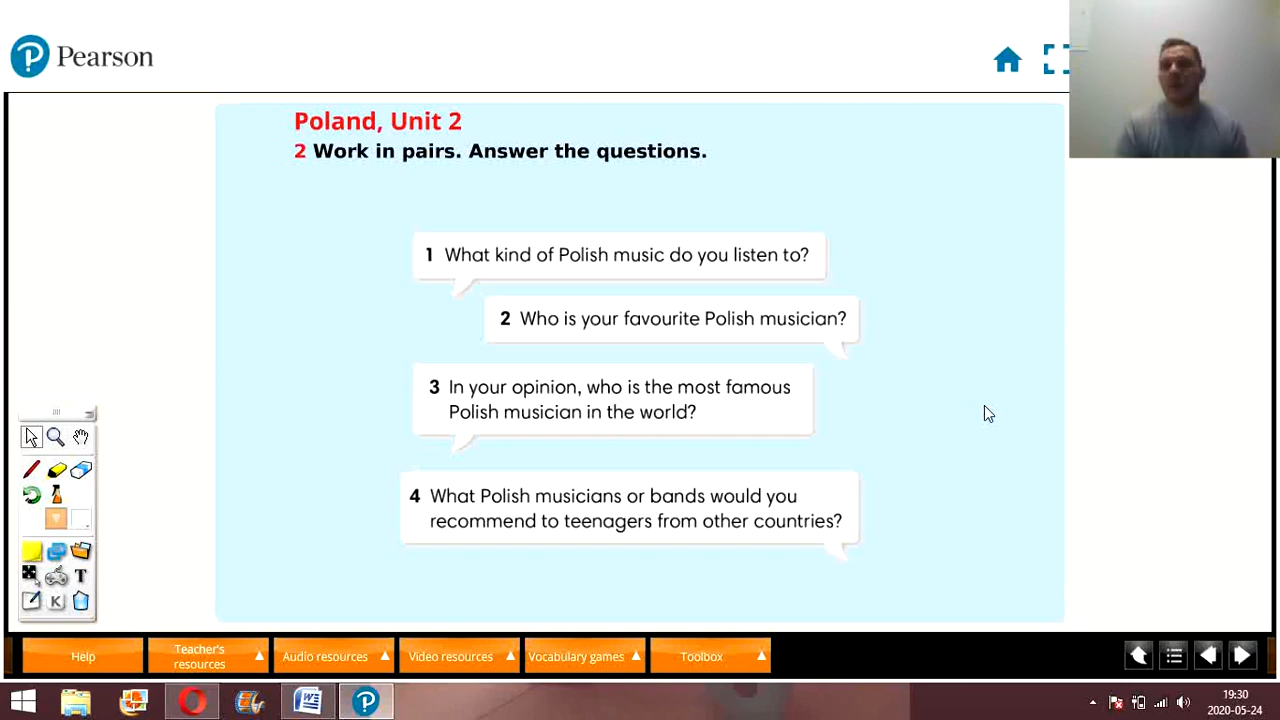 Pearson
Poland, Unit 2
2 Work in pairs. Answer the questions.
1 What kind of Polish music do you listen to?
2 Who is your favourite Polish musician?
3 In your opinion, who is the most famous
Polish musician in the world?
4 What Polish musicians or bands would you
recommend to teenagers from other countries?
T
K
Help
Teacher's
resources
Audio resources
Video resources
Vocabulary games
Toolbox
19:30
2020-05-24